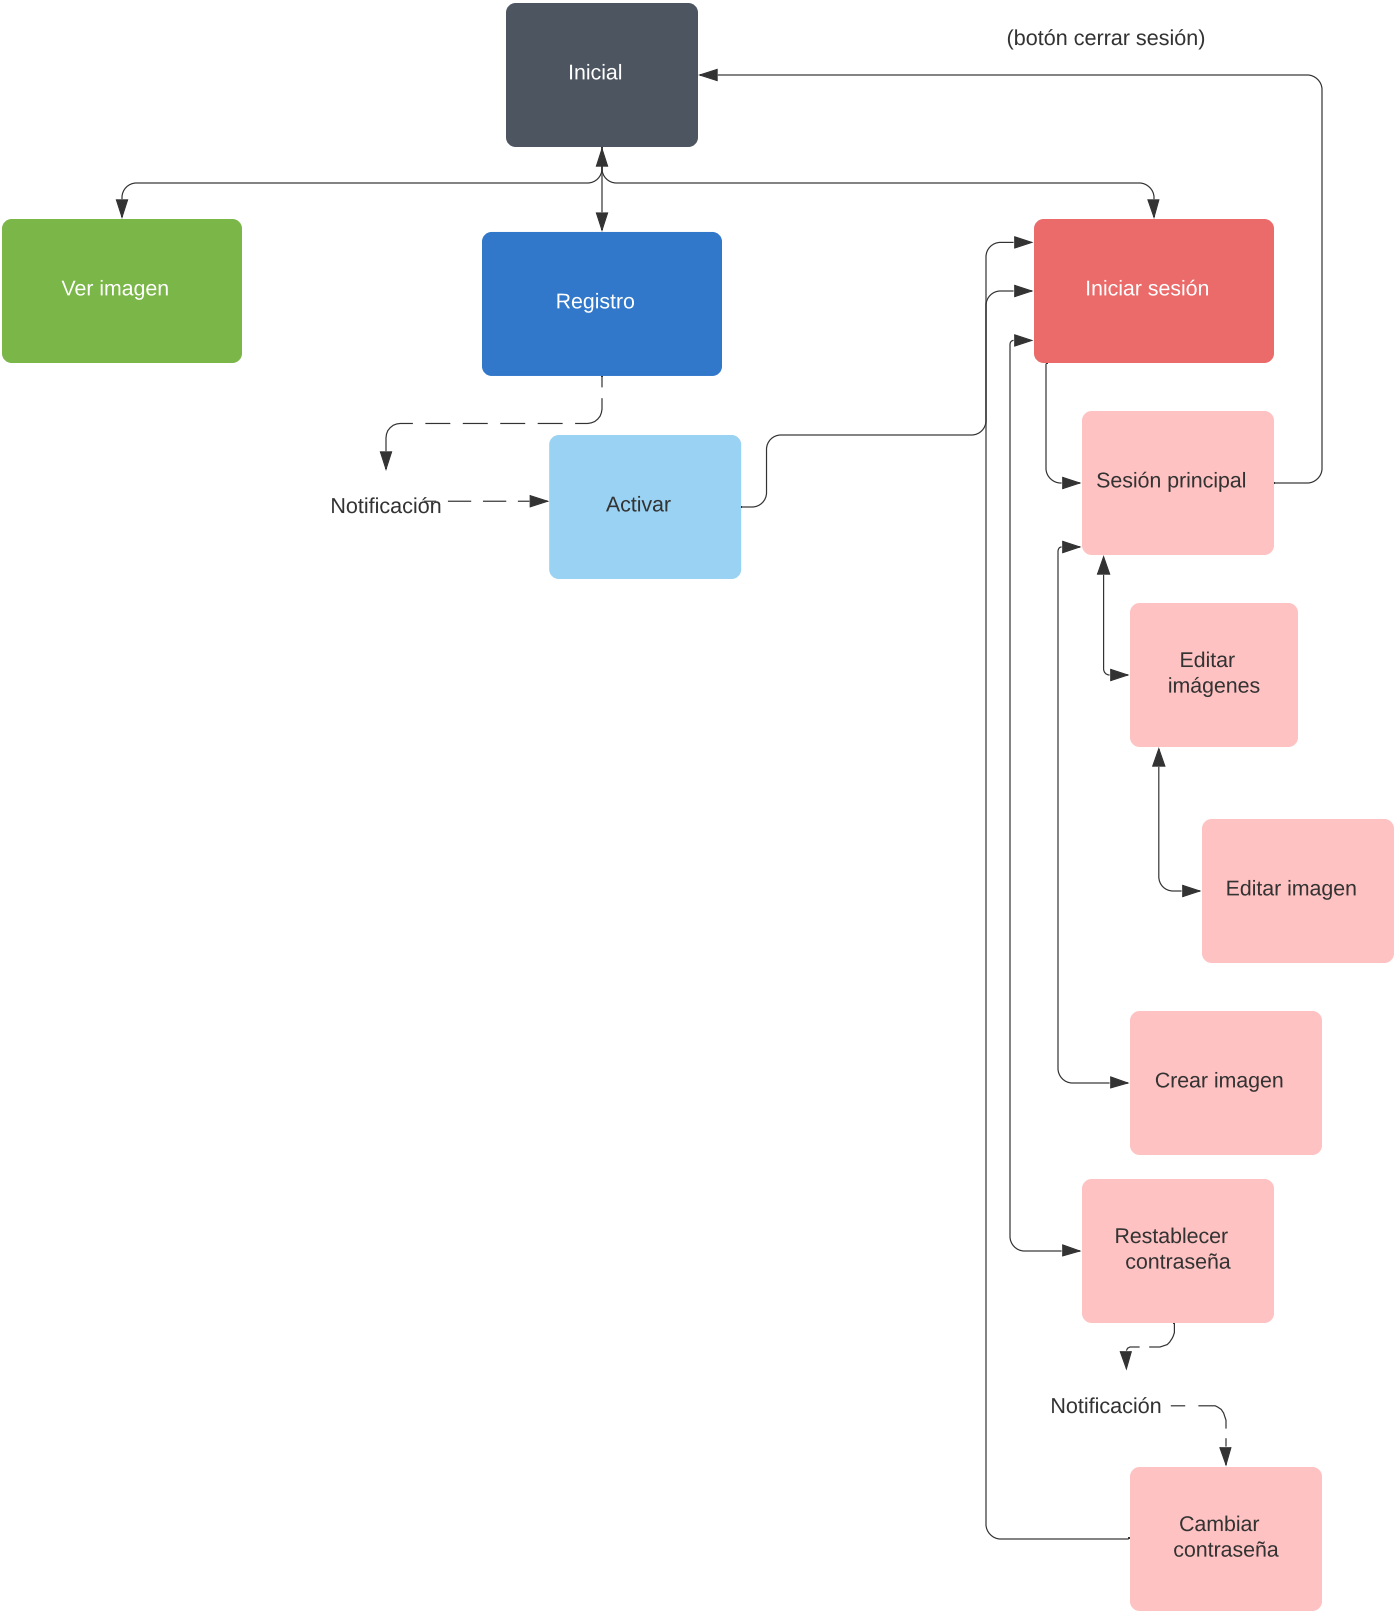 Inicial
(botón cerrar sesión)
Ver imagen
Registro
Iniciar sesión
Notificación
Activar
Sesión principal
Editar
imágenes
Editar imagen
Crear imagen
Restablecer
contraseña
Notificación
Cambiar
contraseña